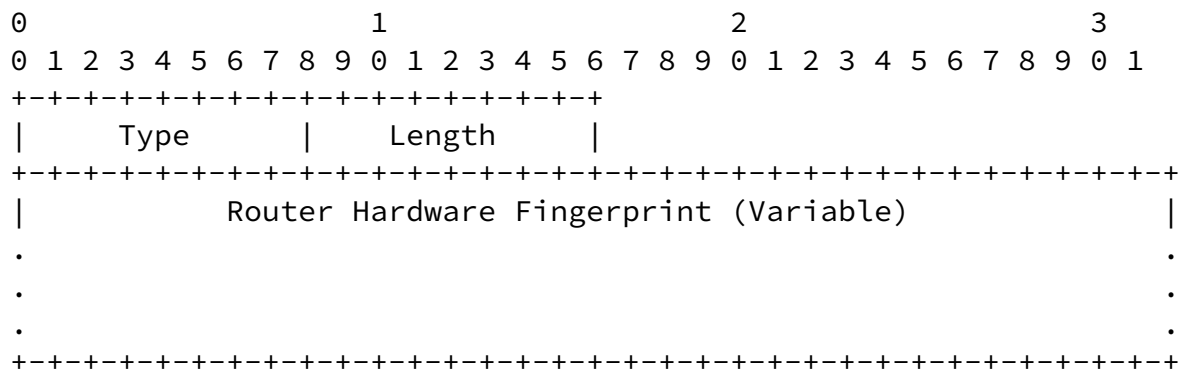 0                   1                   2                   3
0 1 2 3 4 5 6 7 8 9 0 1 2 3 4 5 6 7 8 9 0 1 2 3 4 5 6 7 8 9 0 1
+-+-+-+-+-+-+-+-+-+-+-+-+-+-+-+-+
|     Type      |    Length     |
+-+-+-+-+-+-+-+-+-+-+-+-+-+-+-+-+-+-+-+-+-+-+-+-+-+-+-+-+-+-+-+-+
|           Router Hardware Fingerprint (Variable)              |
.                                                               .
.                                                               .
.                                                               .
+-+-+-+-+-+-+-+-+-+-+-+-+-+-+-+-+-+-+-+-+-+-+-+-+-+-+-+-+-+-+-+-+